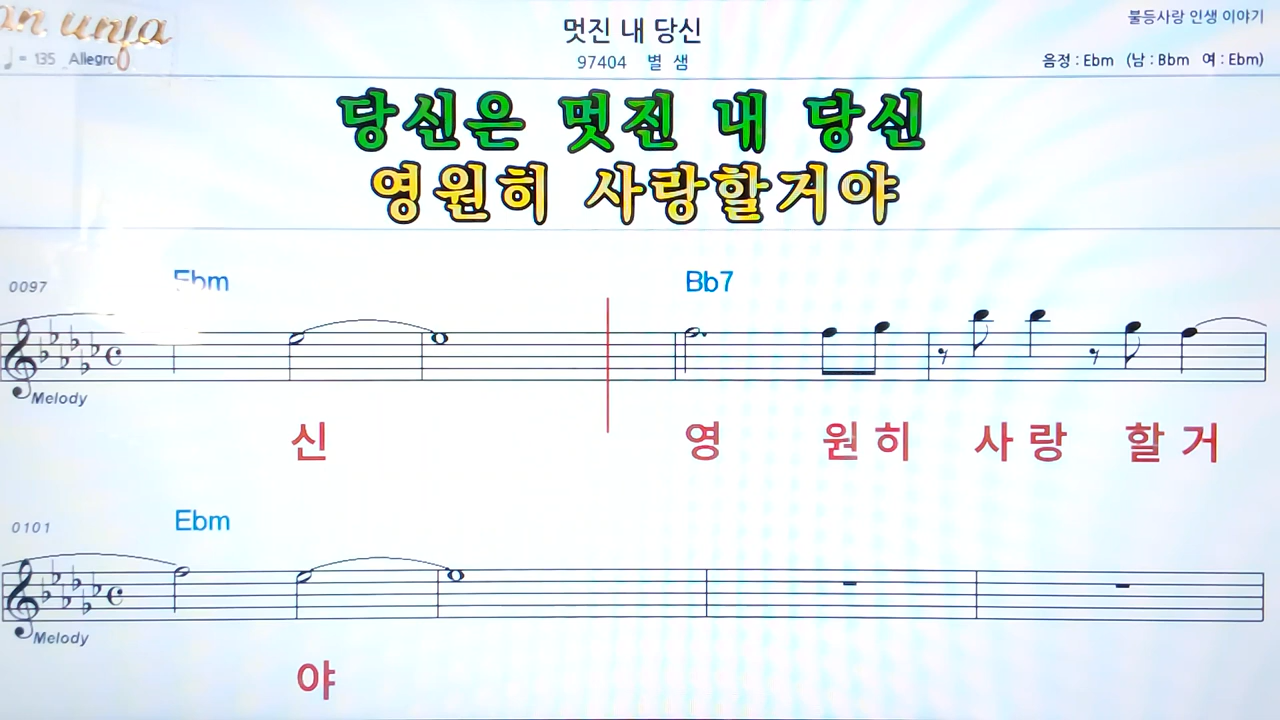 멋진 내 당신
불등사랑 인생 이야기
♩ = 135 Allegro
97404 별 샘
음정 : Ebm (남 : Bbm 여 : Ebm)
당신은 멋진 내 당신
영원히 사랑할거야
0097
Ebm Bb7
Melody
신 영 원 히 사 랑 할 거
0101
Ebm
Melody
야